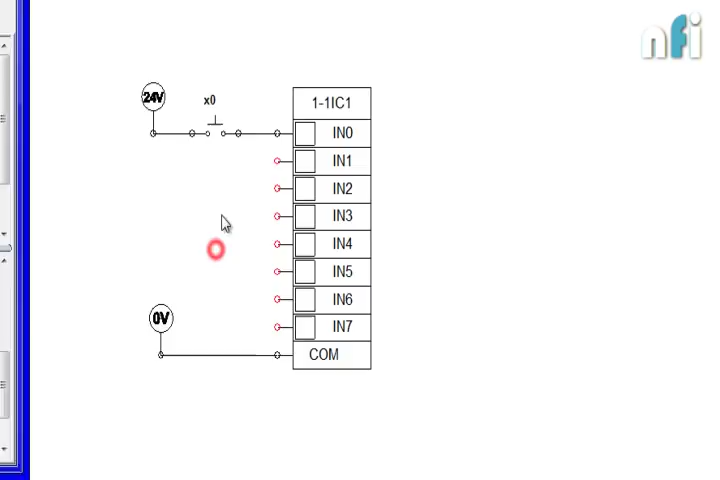 nfi
24V
x0
1-1IC1
IN0
IN1
IN2
IN3
IN4
IN5
IN6
IN7
0V
COM